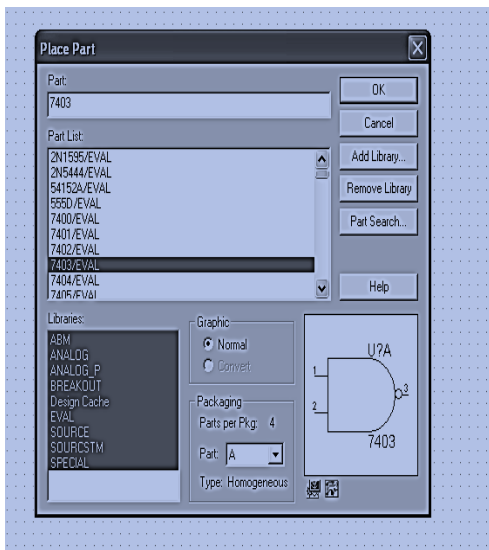 Place Part
Part:
7403
OK
Cancel
Part List:
Add Library...
2N1595/EVAL
2N5444/EVAL
54152A/EVAL
555D/EVAL
7400/EVAL
7401/EVAL
7402/EVAL
7403/EVAL
7404/EVAL
7405/EVAL
Remove Library
Part Search...
Help
Libraries:
ABM
ANALOG
ANALOG_P
BREAKOUT
Design Cache
EVAL
SOURCE
SOURCSTM
SPECIAL
Graphic
Normal
Convert
Packaging
Parts per Pkg: 4
Part: A
Type: Homogeneous
U?A
1
2
3
7403